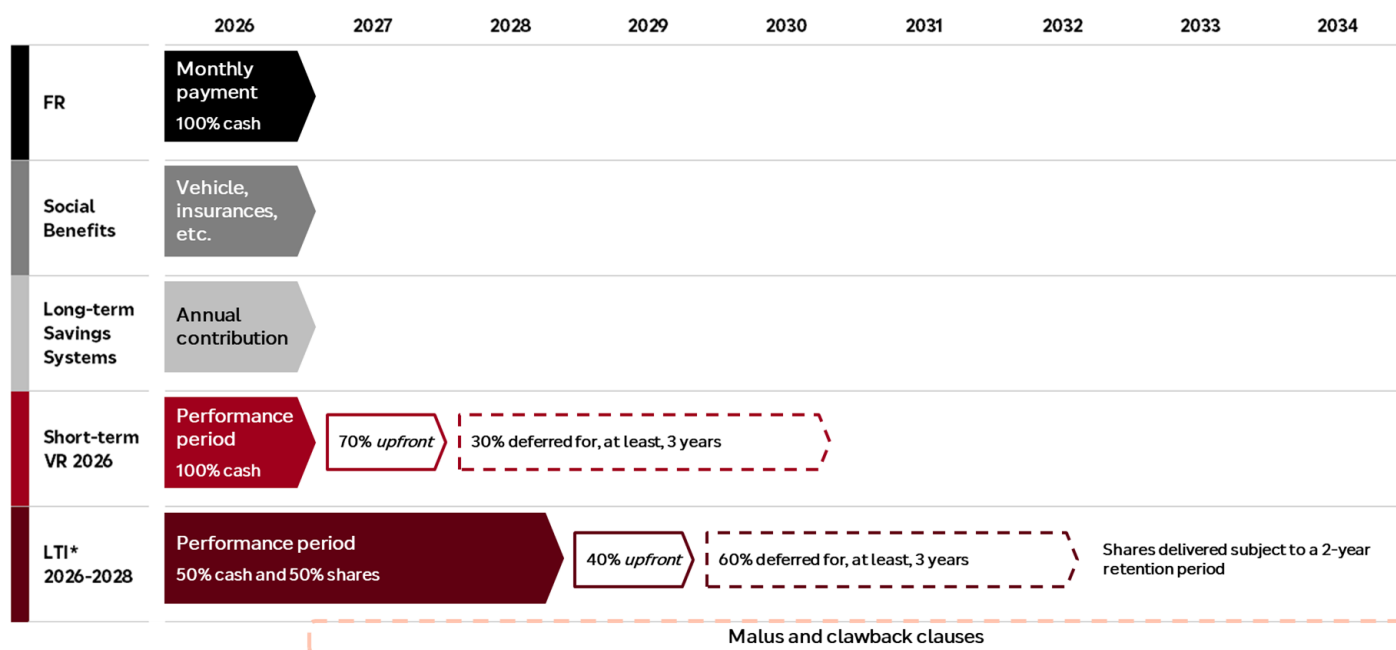 2026 2027 2028 2029 2030 2031 2032 2033 2034
FR
Monthly
payment
100% cash
Social
Benefits
Vehicle,
insurances,
etc.
Long-term
Savings
Systems
Annual
contribution
Short-term
VR 2026
Performance
period
100% cash
70% upfront
30% deferred for, at least, 3 years
LTI*
2026-2028
Performance period
50% cash and 50% shares
40% upfront
60% deferred for, at least, 3 years
Shares delivered subject to a 2-year
retention period
Malus and clawback clauses